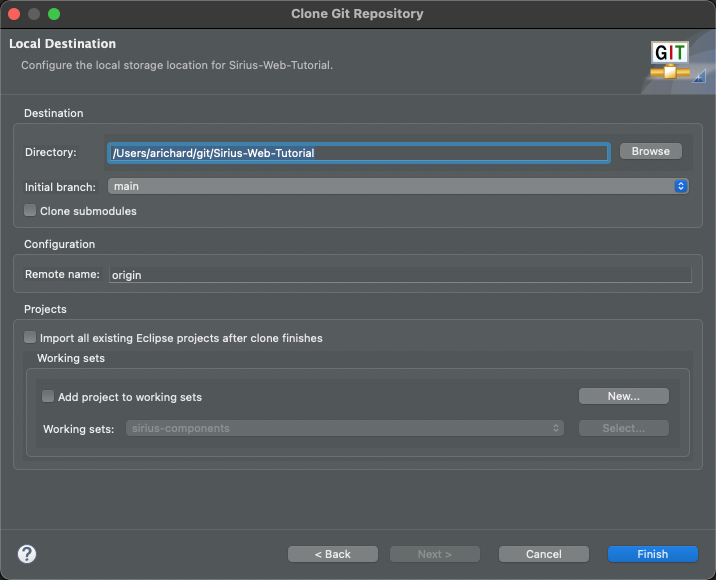 Clone Git Repository
Local Destination
Configure the local storage location for Sirius-Web-Tutorial.
GIT
Destination
Directory: /Users/arichard/git/Sirius-Web-Tutorial Browse
Initial branch: main
Clone submodules
Configuration
Remote name: origin
Projects
Import all existing Eclipse projects after clone finishes
Working sets
Add project to working sets New...
Working sets: sirius-components Select...
? < Back Next > Cancel Finish